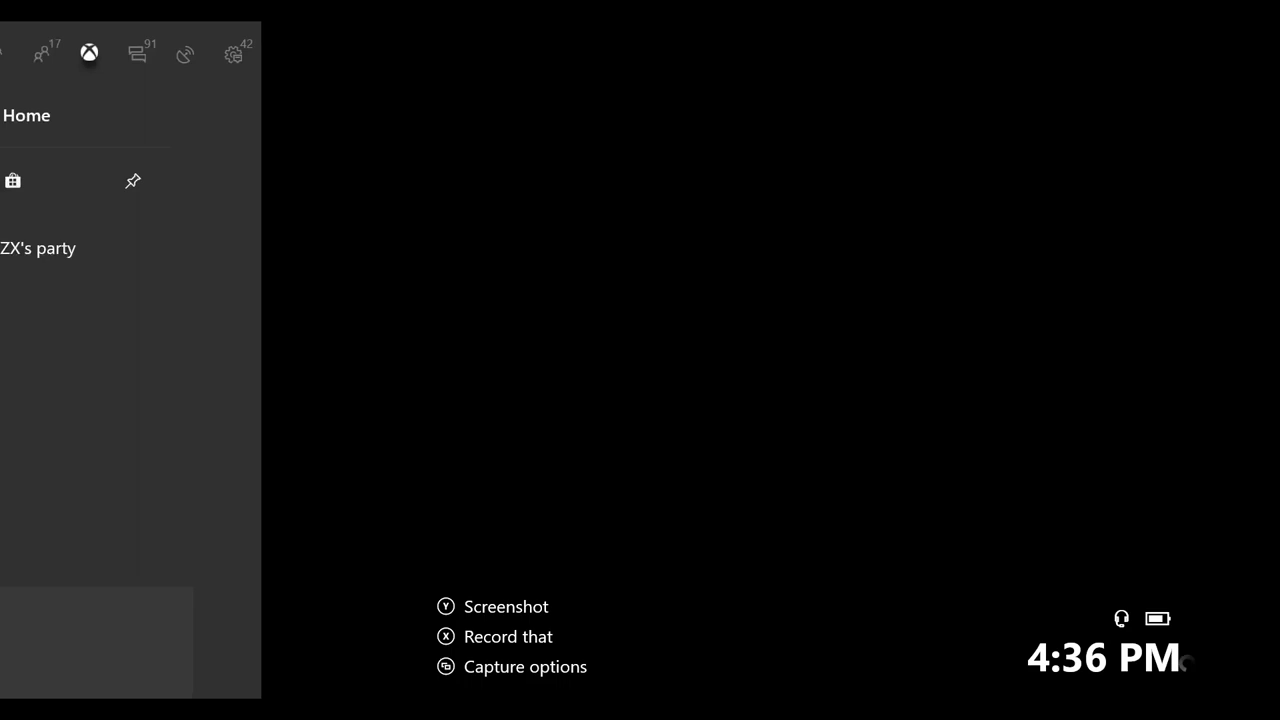 17
91
42
Home
ZX's party
Y Screenshot
X Record that
Capture options
4:36 PM